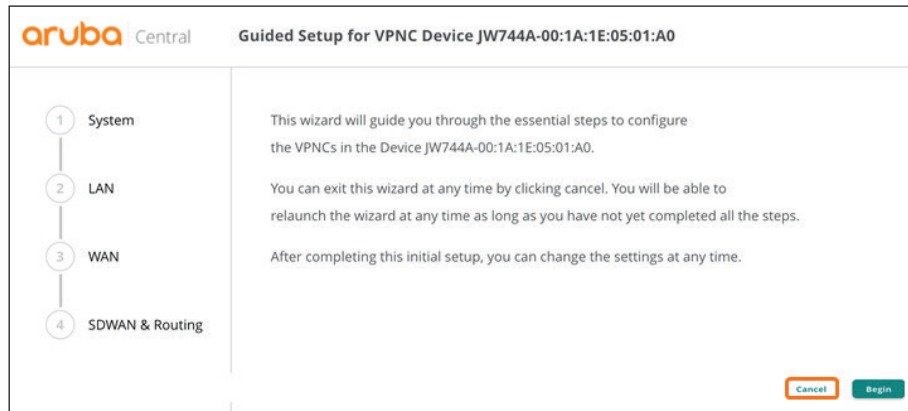 aruba Central
Guided Setup for VPNC Device JW744A-00:1A:1E:05:01:A0
1 System
2 LAN
3 WAN
4 SDWAN & Routing
This wizard will guide you through the essential steps to configure
the VPNCs in the Device JW744A-00:1A:1E:05:01:A0.
You can exit this wizard at any time by clicking cancel. You will be able to
relaunch the wizard at any time as long as you have not yet completed all the steps.
After completing this initial setup, you can change the settings at any time.
Cancel
Begin